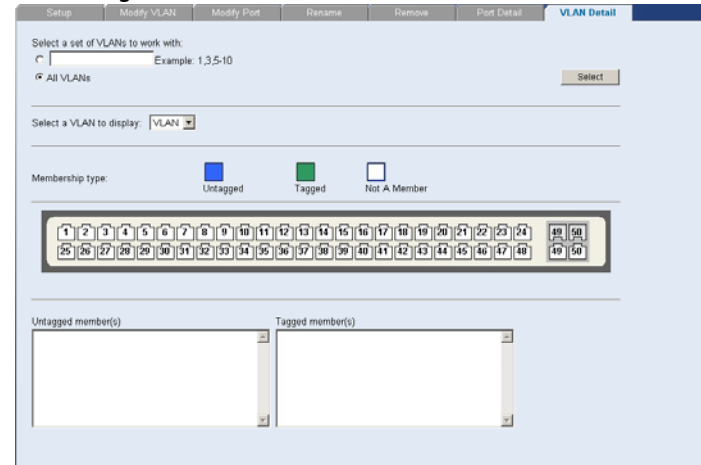 Setup Modify VLAN Modify Port Rename Remove Port Detail VLAN Detail
Select a set of VLANs to work with:
Example: 1,3,5-10
All VLANs Select
Select a VLAN to display: VLAN
Membership type:
Untagged Tagged Not A Member
1 2 3 4 5 6 7 8 9 10 11 12 13 14 15 16 17 18 19 20 21 22 23 24 49 50
25 26 27 28 29 30 31 32 33 34 35 36 37 38 39 40 41 42 43 44 45 46 47 48 49 50
Untagged member(s) Tagged member(s)